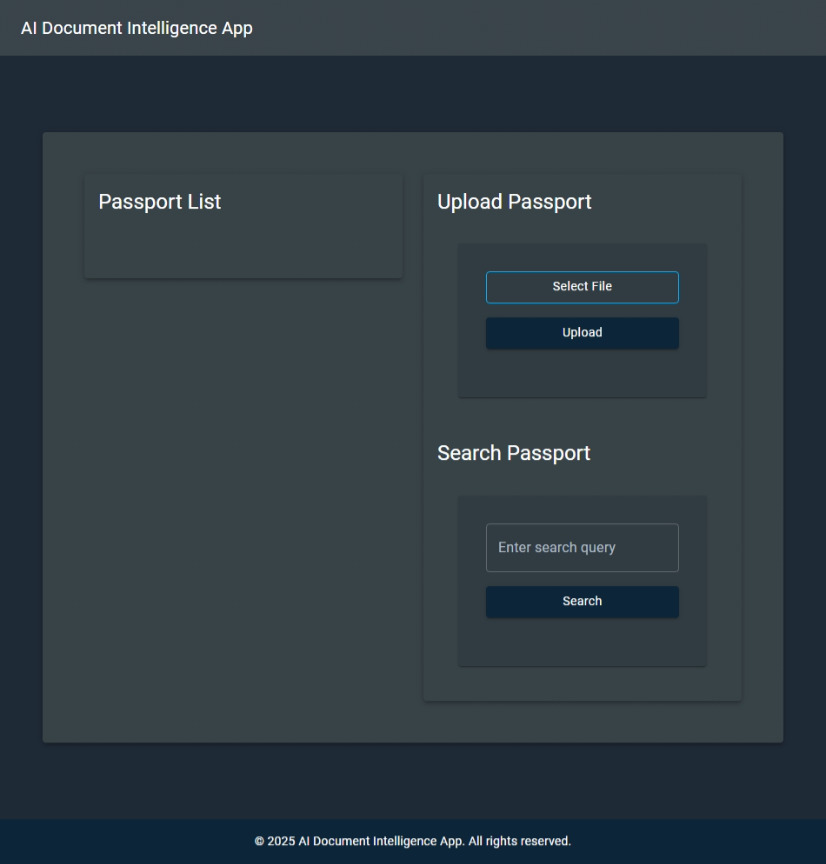 AI Document Intelligence App
Passport List
Upload Passport
Select File
Upload
Search Passport
Enter search query
Search
© 2025 AI Document Intelligence App. All rights reserved.